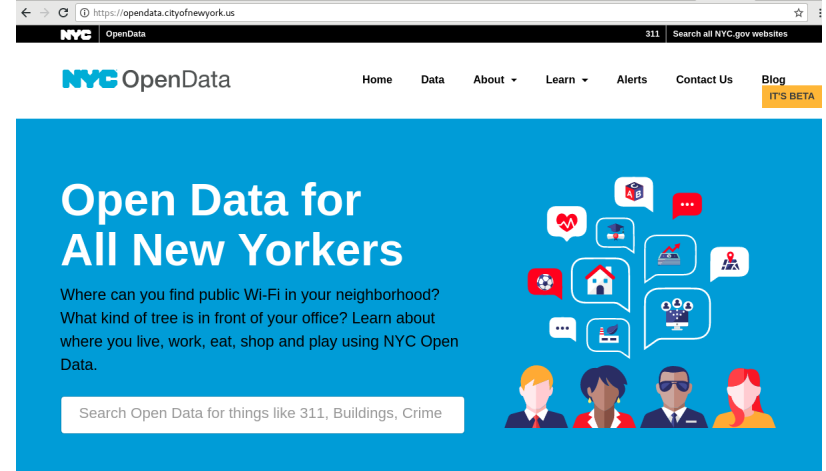 https://opendata.cityofnewyork.us
NYC OpenData 311 Search all NYC.gov websites
NYC OpenData Home Data About Learn Alerts Contact Us Blog
IT'S BETA
Open Data for
All New Yorkers
Where can you find public Wi-Fi in your neighborhood?
What kind of tree is in front of your office? Learn about
where you live, work, eat, shop and play using NYC Open
Data.
Search Open Data for things like 311, Buildings, Crime